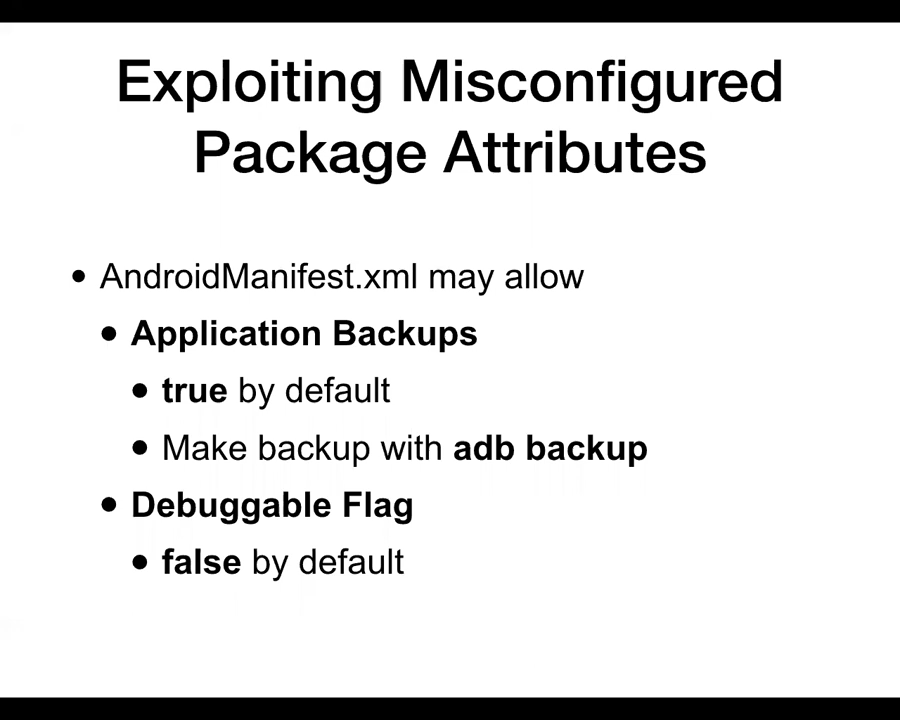 Exploiting Misconfigured
Package Attributes
• AndroidManifest.xml may allow
• Application Backups
• true by default
• Make backup with adb backup
• Debuggable Flag
• false by default